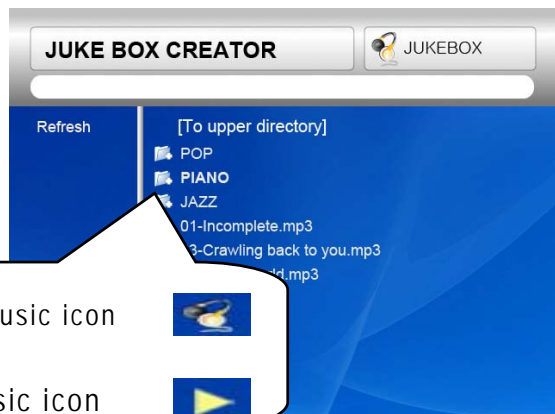 JUKE BOX CREATOR
JUKEBOX
Refresh
[To upper directory]
POP
PIANO
JAZZ
01-Incomplete.mp3
3-Crawling back to you.mp3
.mp3
usic icon
sic icon